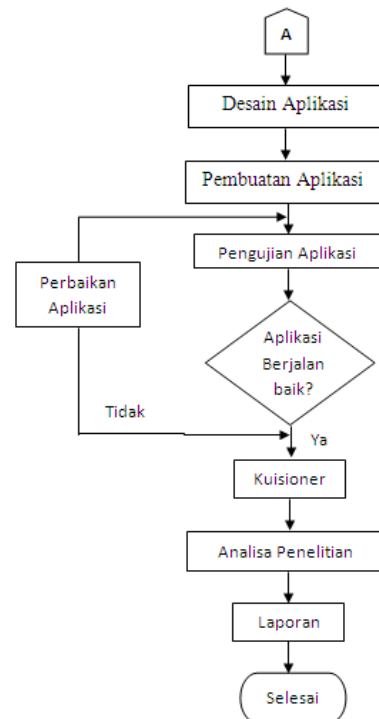 A
Desain Aplikasi
Pembuatan Aplikasi
Pengujian Aplikasi
Perbaikan
Aplikasi
Aplikasi
Berjalan
baik?
Tidak
Ya
Kuisioner
Analisa Penelitian
Laporan
Selesai